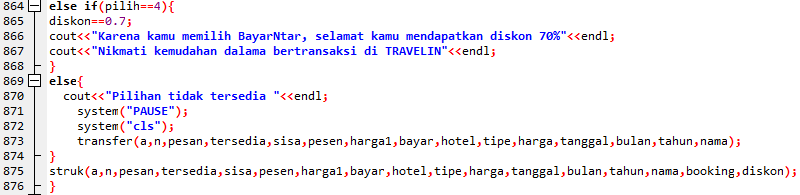 864 else if(pilih==4){
865 diskon==0.7;
866 cout<<"Karena kamu memilih BayarNtar, selamat kamu mendapatkan diskon 70%"<<endl;
867 cout<<"Nikmati kemudahan dalama bertransaksi di TRAVELIN"<<endl;
868 }
869 else{
870 cout<<"Pilihan tidak tersedia "<<endl;
871 system("PAUSE");
872 system("cls");
873 transfer(a,n,pesan,tersedia,sisa,pesen,harga1,bayar,hotel,tipe,harga,tanggal,bulan,tahun,nama);
874 }
875 struk(a,n,pesan,tersedia,sisa,pesen,harga1,bayar,hotel,tipe,harga,tanggal,bulan,tahun,nama,booking,diskon);
876 }